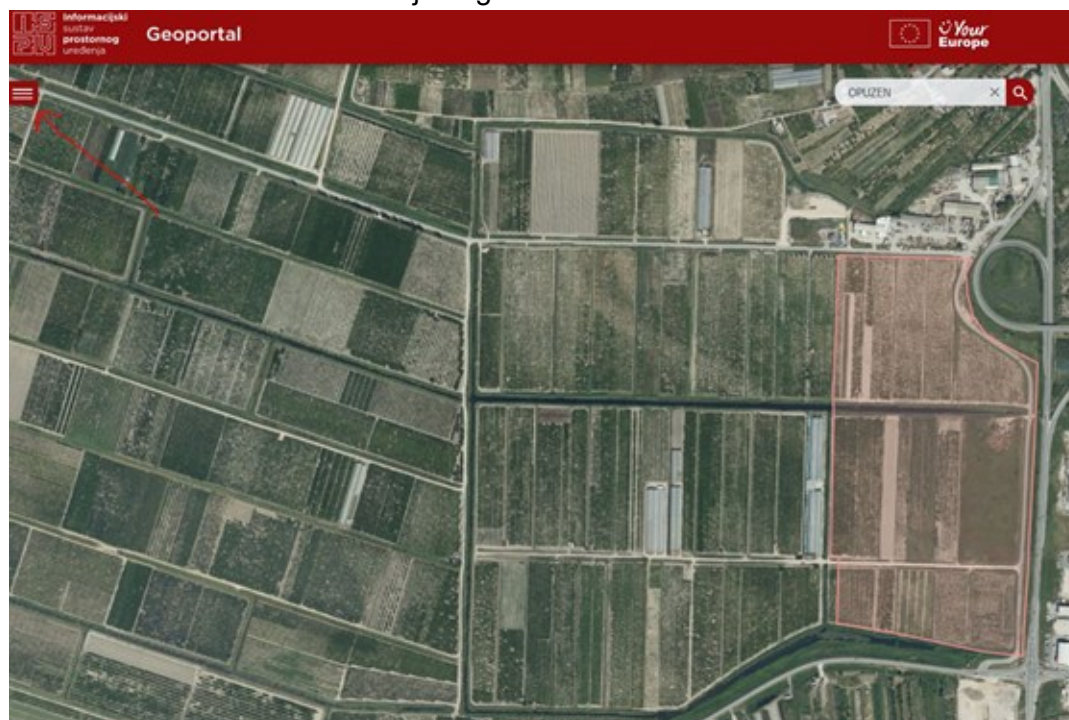 Informacijski
sustav
prostornog
uređenja
Geoportal
Your
Europe
OPUZEN